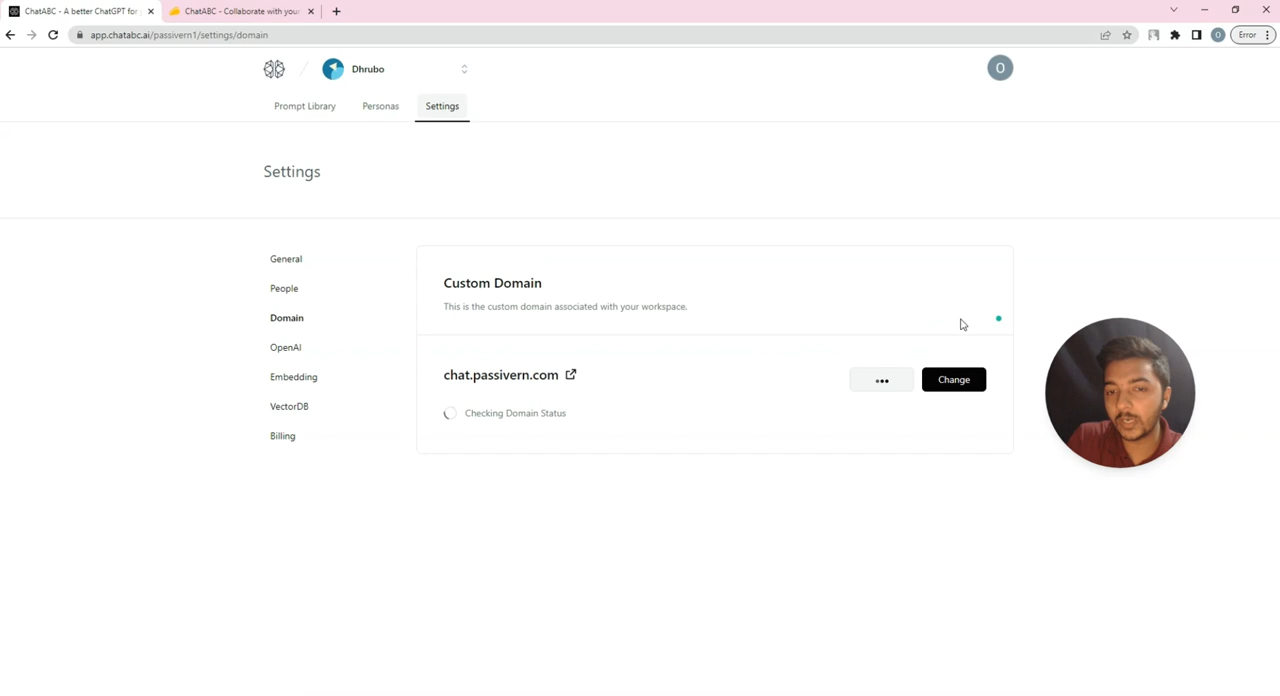 ChatABC - A better ChatGPT for
ChatABC - Collaborate with your
app.chatabc.ai/passivern1/settings/domain
Error
Dhrubo
O
Prompt Library
Personas
Settings
Settings
General
People
Domain
OpenAI
Embedding
VectorDB
Billing
Custom Domain
This is the custom domain associated with your workspace.
chat.passivern.com
Change
Checking Domain Status